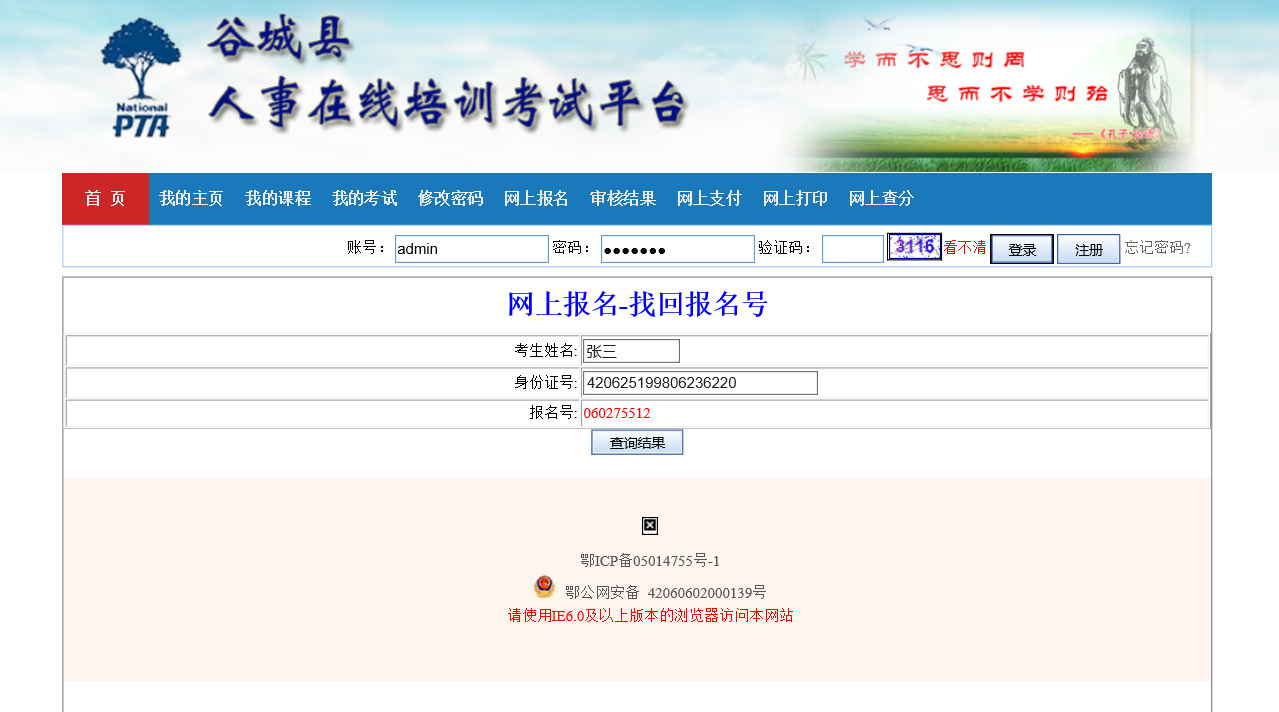 谷城县
人事在线培训考试平台
National
PTA
学而不思则罔
思而不学则殆
——《孔子·论语》
首 页 我的主页 我的课程 我的考试 修改密码 网上报名 审核结果 网上支付 网上打印 网上查分
账号： admin 密码： ●●●●●●● 验证码： 3116 看不清 登录 注册 忘记密码?
网上报名-找回报名号
考生姓名: 张三
身份证号: 420625199806236220
报名号: 060275512
查询结果
鄂ICP备05014755号-1
鄂公网安备 42060602000139号
请使用IE6.0及以上版本的浏览器访问本网站